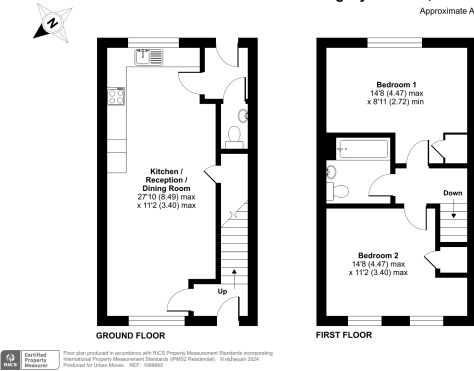 Approximate A
N
Bedroom 1
14'8 (4.47) max
x 8'11 (2.72) min
Kitchen /
Reception /
Dining Room
27'10 (8.49) max
x 11'2 (3.40) max
Down
Bedroom 2
14'8 (4.47) max
x 11'2 (3.40) max
Up
GROUND FLOOR
FIRST FLOOR
RICS
Certified
Property
Measurer
Floor plan produced in accordance with RICS Property Measurement Standards incorporating
International Property Measurement Standards (IPMS2 Residential). © nichecom 2024.
Produced for Urban Moves. REF: 1088665